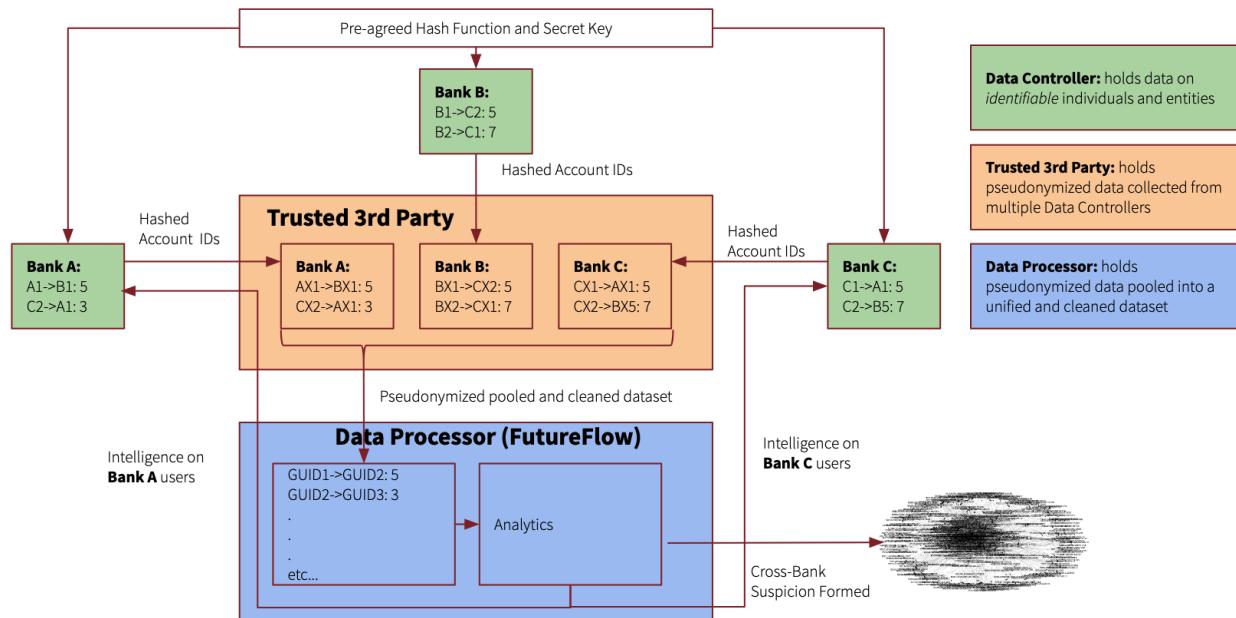 Pre-agreed Hash Function and Secret Key
Bank B:
B1->C2: 5
B2->C1: 7
Hashed Account IDs
Data Controller: holds data on
identifiable individuals and entities
Trusted 3rd Party: holds
pseudonymized data collected from
multiple Data Controllers
Data Processor: holds
pseudonymized data pooled into a
unified and cleaned dataset
Hashed
Account IDs
Trusted 3rd Party
Hashed
Account IDs
Bank A:
A1->B1: 5
C2->A1: 3
Bank A:
AX1->BX1: 5
CX2->AX1: 3
Bank B:
BX1->CX2: 5
BX2->CX1: 7
Bank C:
CX1->AX1: 5
CX2->BX5: 7
Bank C:
C1->A1: 5
C2->B5: 7
Pseudonymized pooled and cleaned dataset
Data Processor (FutureFlow)
Intelligence on
Bank A users
GUID1->GUID2: 5
GUID2->GUID3: 3
.
.
.
etc...
Analytics
Intelligence on
Bank C users
Cross-Bank
Suspicion Formed